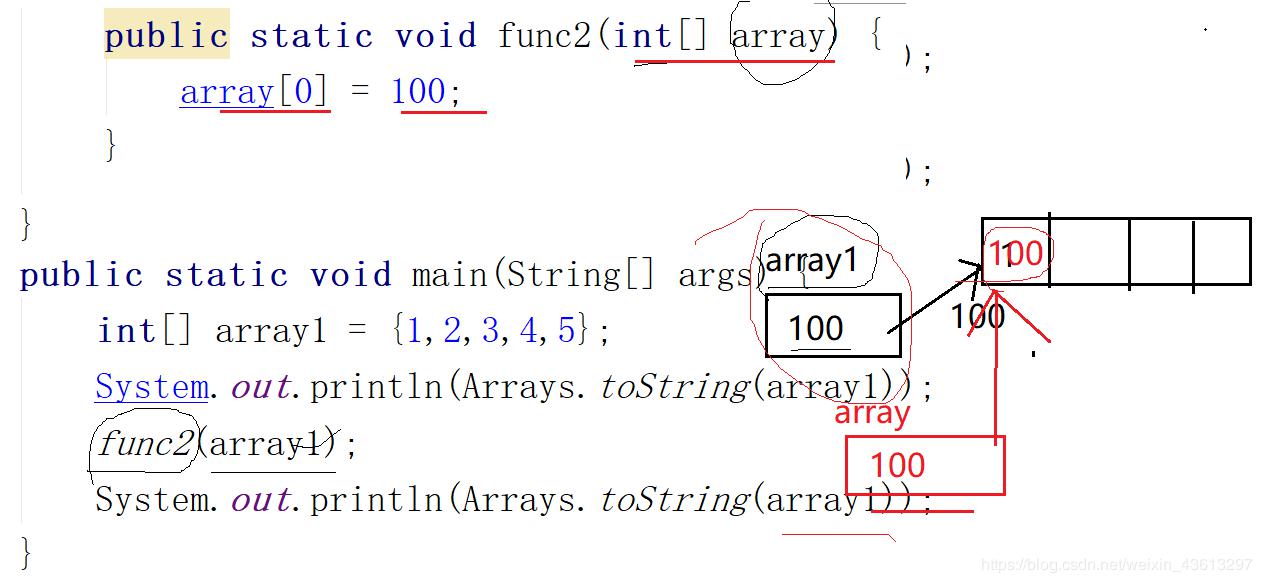 public static void func2(int[] array) {
);
array[0] = 100;
}
);
}
public static void main(String[] args) {
array1
100
int[] array1 = {1,2,3,4,5};
100
100
System.out.println(Arrays.toString(array1));
array
func2(array1);
100
System.out.println(Arrays.toString(array1));
}
https://blog.csdn.net/weixin_43613297